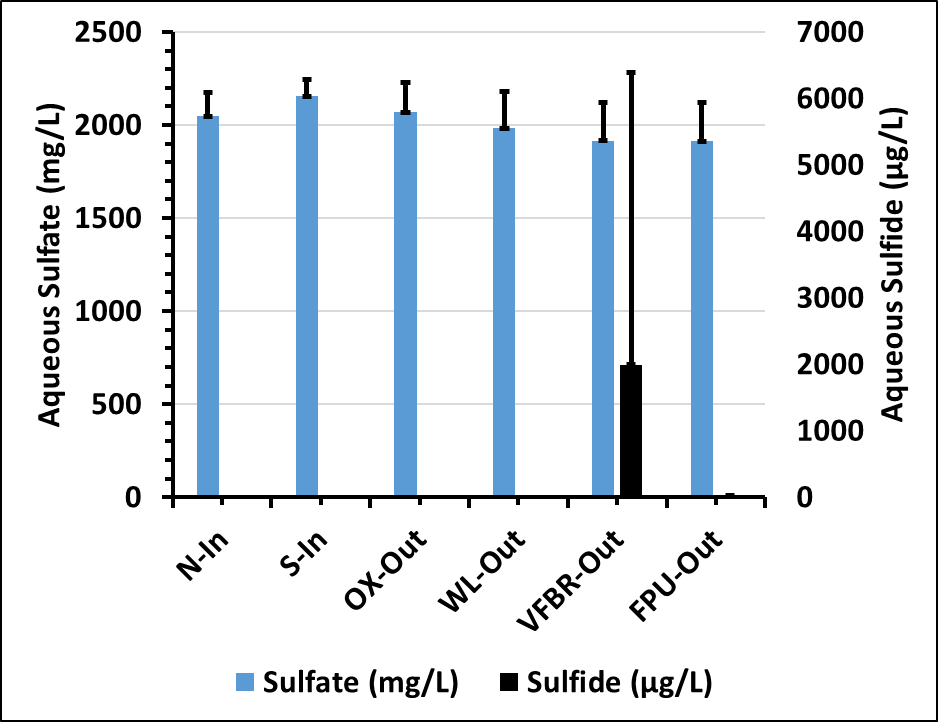 Aqueous Sulfate (mg/L)
2500
2000
1500
1000
500
0
7000
6000
5000
4000
3000
2000
1000
0
Aqueous Sulfide (µg/L)
N-In
S-In
OX-Out
WL-Out
VFBR-Out
FPU-Out
Sulfate (mg/L)
Sulfide (µg/L)